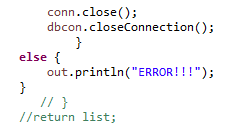 conn.close();
dbcon.closeConnection();
}
else {
out.println("ERROR!!!");
}
// }
//return list;